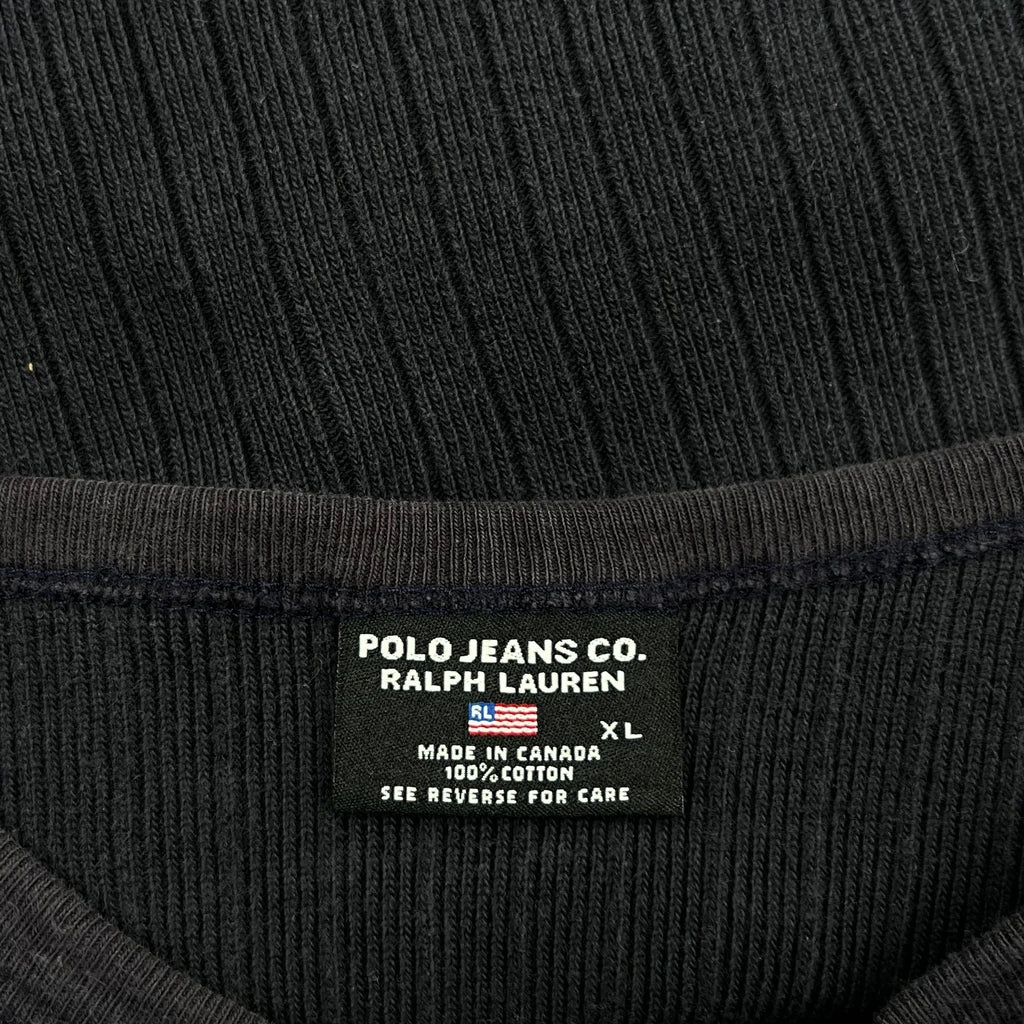 POLO JEANS CO.
RALPH LAUREN
RL
XL
MADE IN CANADA
100% COTTON
SEE REVERSE FOR CARE